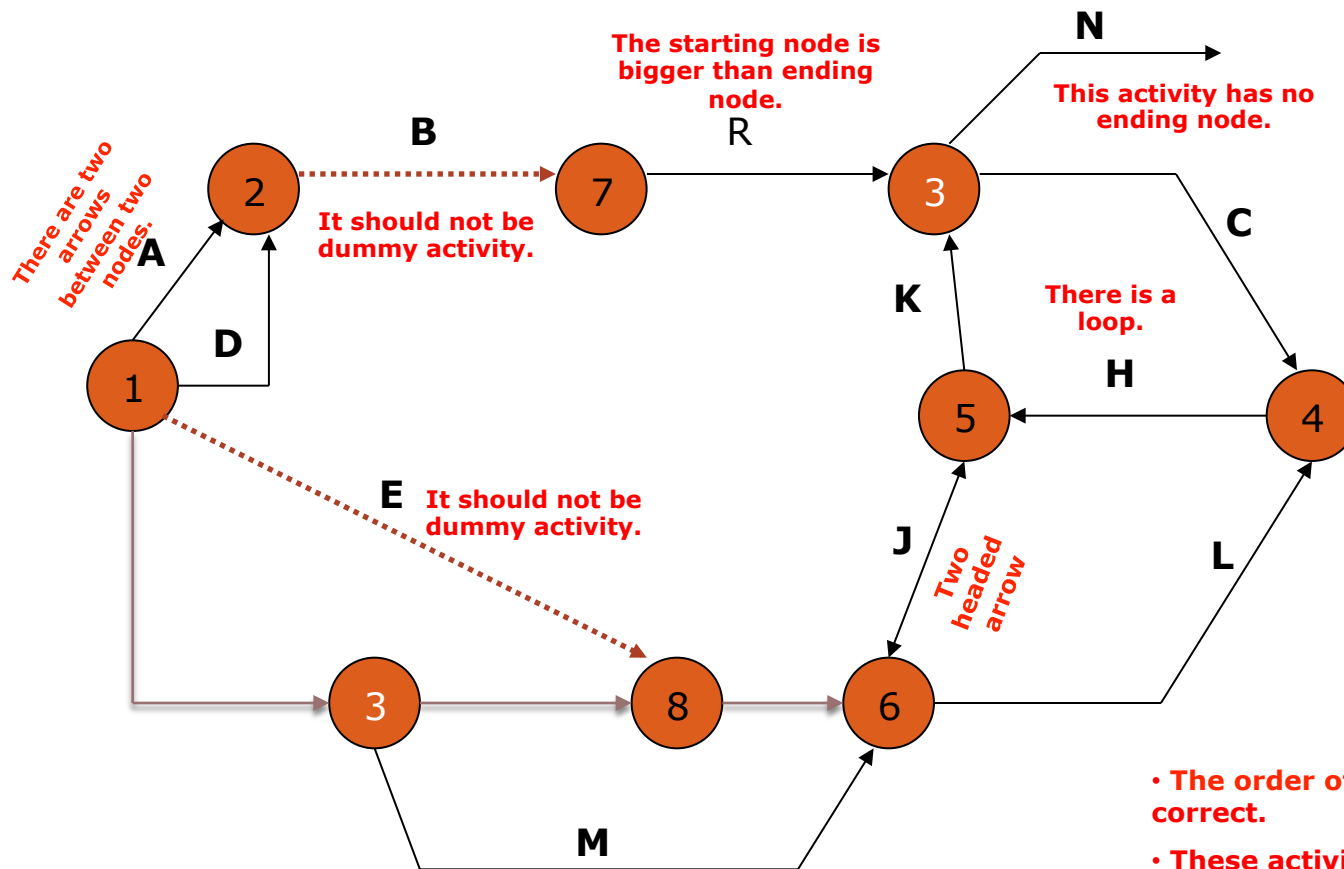 N
The starting node is
bigger than ending
node.
This activity has no
ending node.
B
R
There are two
arrows
between two
nodes.
2
7
3
It should not be
dummy activity.
A
C
K
There is a
loop.
D
H
1
5
4
E
It should not be
dummy activity.
J
Two
headed
arrow
L
3
8
6
• The order of
correct.
M
• These activi